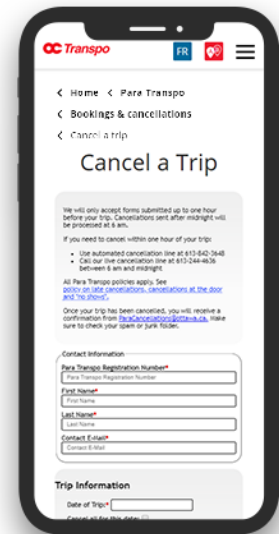 OC Transpo
FR
Home Para Transpo
Bookings & cancellations
Cancel a trip
Cancel a Trip
We will only accept forms submitted up to one hour
before your trip. Cancellations sent after midnight will
be processed at 6 am.
If you need to cancel within one hour of your trip:
• Use automated cancellation line at 613-842-3648
• Call our live cancellation line at 613-244-4636
between 6 am and midnight
All Para Transpo policies apply. See
policy on late cancellations, cancellations at the door
and "no shows".
Once your trip has been cancelled, you will receive a
confirmation from ParaCancellations@ottawa.ca. Make
sure to check your spam or junk folder.
Contact Information
Para Transpo Registration Number*
Para Transpo Registration Number
First Name*
First Name
Last Name*
Last Name
Contact E-Mail*
Contact E-Mail
Trip Information
Date of Trip:*
Cancel all for this date: